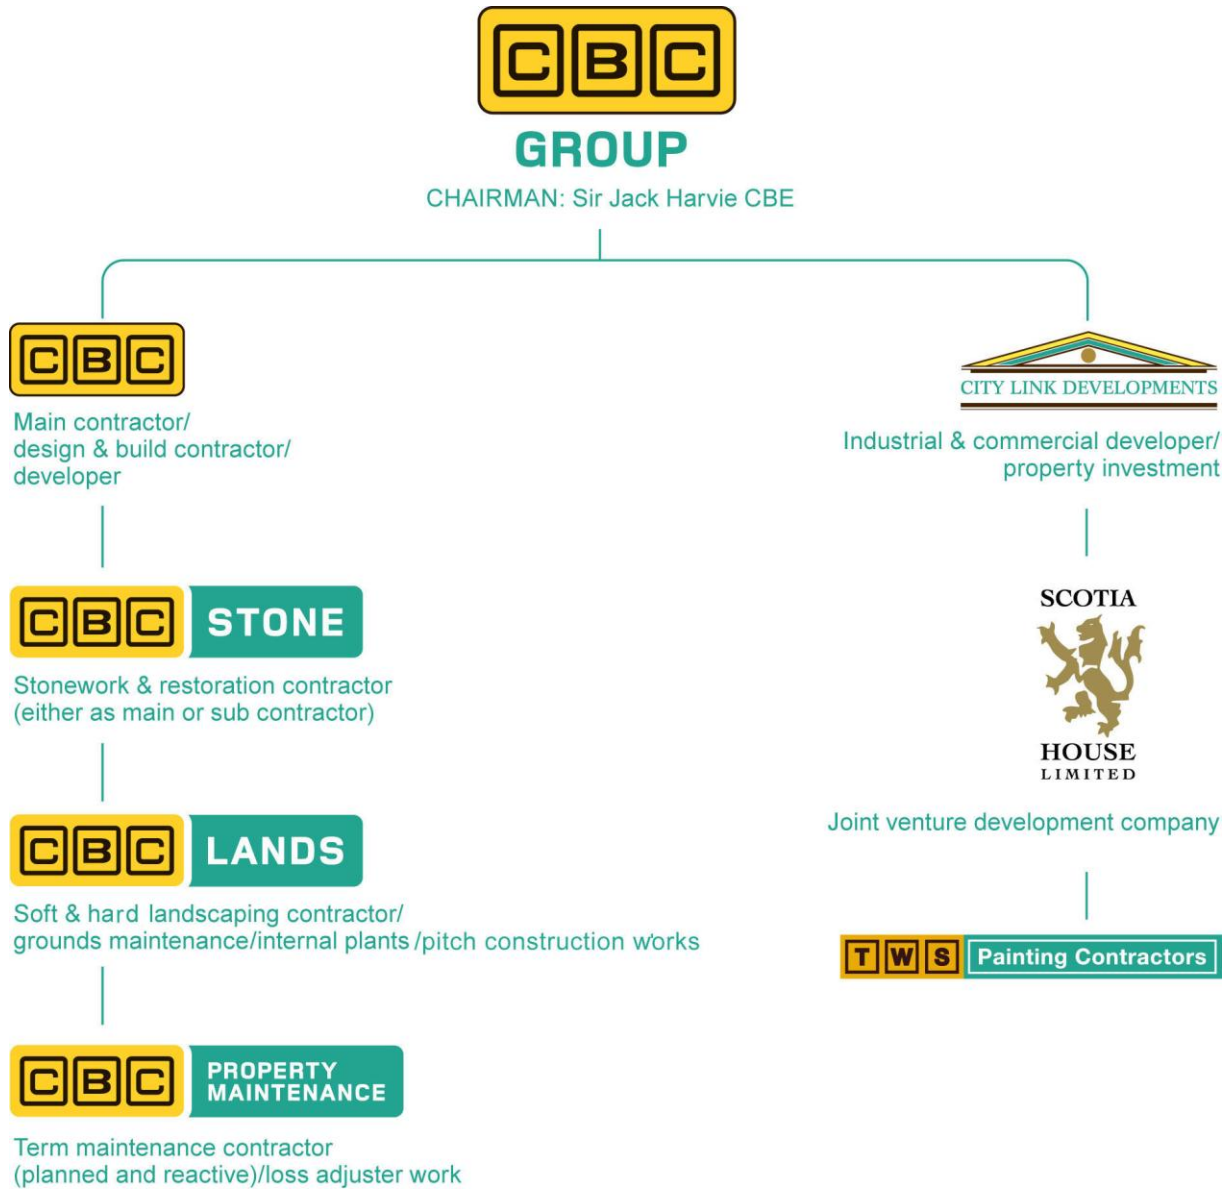 CBC
GROUP
CHAIRMAN: Sir Jack Harvie CBE
CBC
Main contractor/
design & build contractor/
developer
CBC STONE
Stonework & restoration contractor
(either as main or sub contractor)
CBC LANDS
Soft & hard landscaping contractor/
grounds maintenance/internal plants /pitch construction works
CBC PROPERTY
MAINTENANCE
Term maintenance contractor
(planned and reactive)/loss adjuster work
CITY LINK DEVELOPMENTS
Industrial & commercial developer/
property investment
SCOTIA
HOUSE
LIMITED
Joint venture development company
TWS Painting Contractors